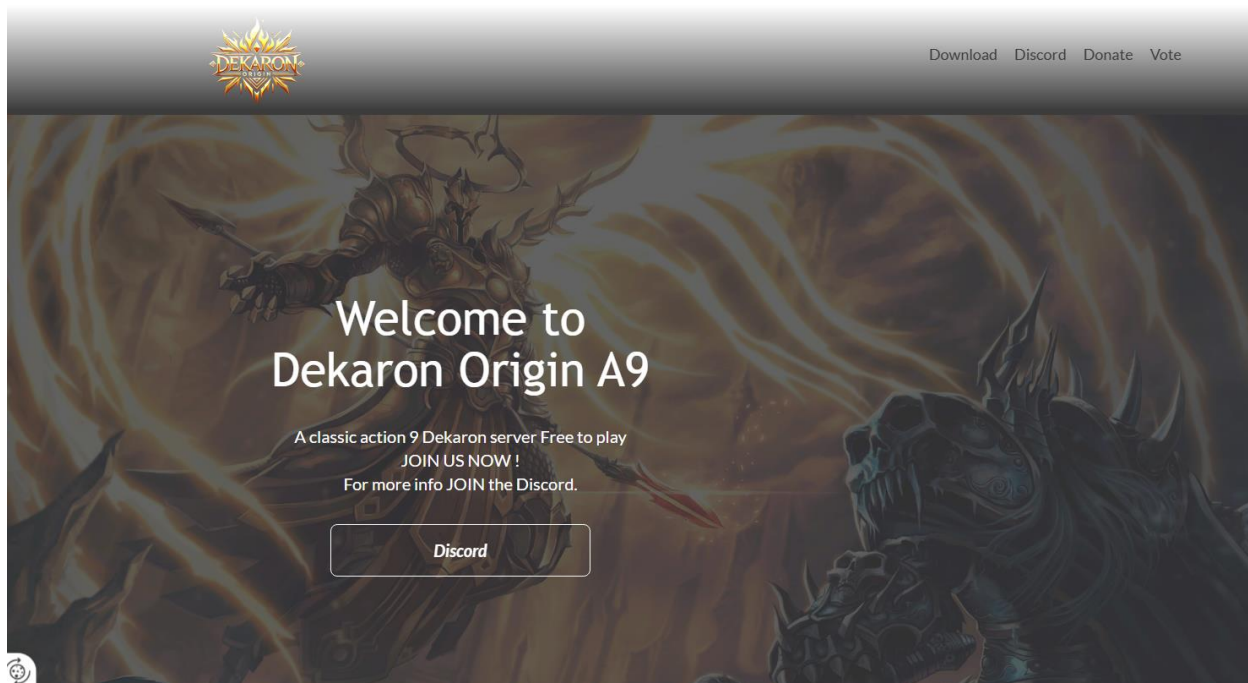 DEKARON
ORIGIN
Download Discord Donate Vote
Welcome to
Dekaron Origin A9
A classic action 9 Dekaron server Free to play
JOIN US NOW !
For more info JOIN the Discord.
Discord